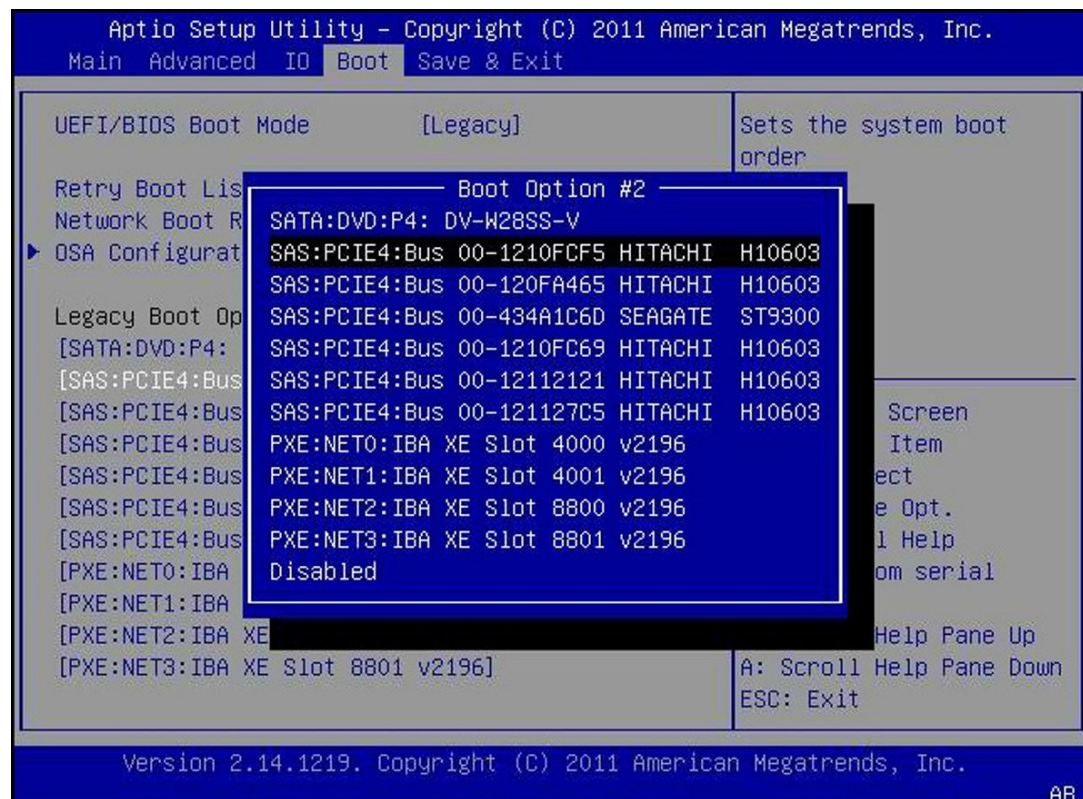 Aptio Setup Utility – Copyright (C) 2011 American Megatrends, Inc.
Main Advanced IO Boot Save & Exit
UEFI/BIOS Boot Mode [Legacy]
Retry Boot Lis
Network Boot R
OSA Configurat
Legacy Boot Op
[SATA:DVD:P4:
[SAS:PCIE4:Bus
[SAS:PCIE4:Bus
[SAS:PCIE4:Bus
[SAS:PCIE4:Bus
[SAS:PCIE4:Bus
[SAS:PCIE4:Bus
[PXE:NET0:IBA
[PXE:NET1:IBA
[PXE:NET2:IBA XE
[PXE:NET3:IBA XE Slot 8801 v2196]
Boot Option #2
SATA:DVD:P4: DV-W28SS-V
SAS:PCIE4:Bus 00-1210FCF5 HITACHI H10603
SAS:PCIE4:Bus 00-120FA465 HITACHI H10603
SAS:PCIE4:Bus 00-434A1C6D SEAGATE ST9300
SAS:PCIE4:Bus 00-1210FC69 HITACHI H10603
SAS:PCIE4:Bus 00-12112121 HITACHI H10603
SAS:PCIE4:Bus 00-121127C5 HITACHI H10603
PXE:NET0:IBA XE Slot 4000 v2196
PXE:NET1:IBA XE Slot 4001 v2196
PXE:NET2:IBA XE Slot 8800 v2196
PXE:NET3:IBA XE Slot 8801 v2196
Disabled
Sets the system boot
order
Screen
Item
ect
e Opt.
l Help
om serial
Help Pane Up
A: Scroll Help Pane Down
ESC: Exit
Version 2.14.1219. Copyright (C) 2011 American Megatrends, Inc.
AB